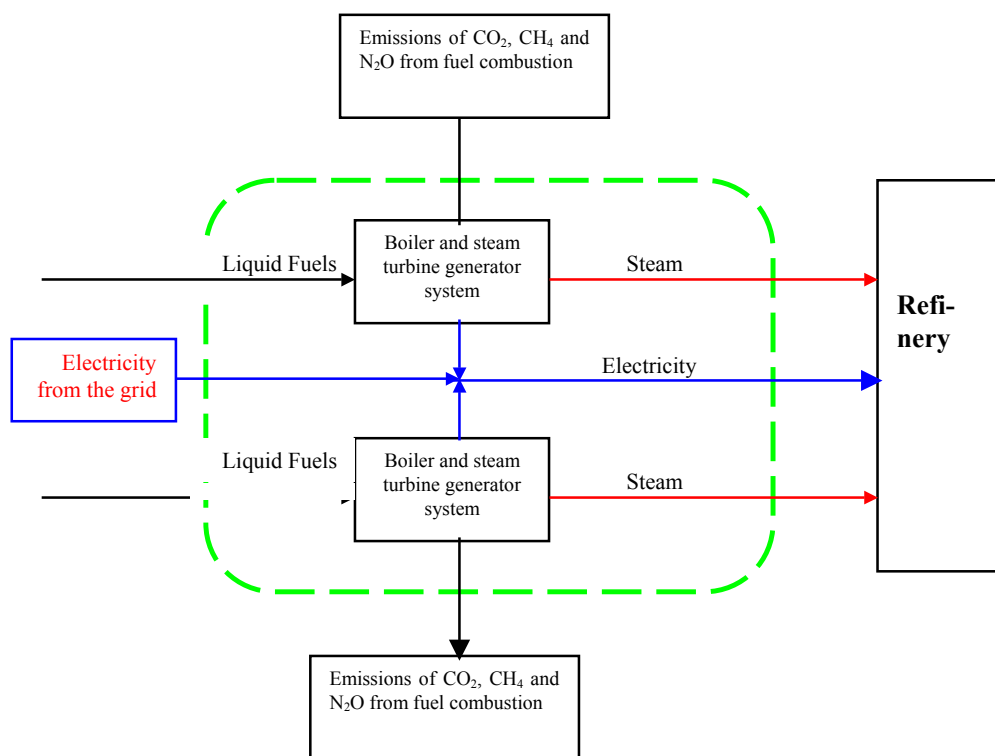 Emissions of CO₂, CH₄ and
N₂O from fuel combustion
Boiler and steam
turbine generator
system
Liquid Fuels
Steam
Refi-
nery
Electricity
from the grid
Electricity
Liquid Fuels
Boiler and steam
turbine generator
system
Steam
Emissions of CO₂, CH₄ and
N₂O from fuel combustion